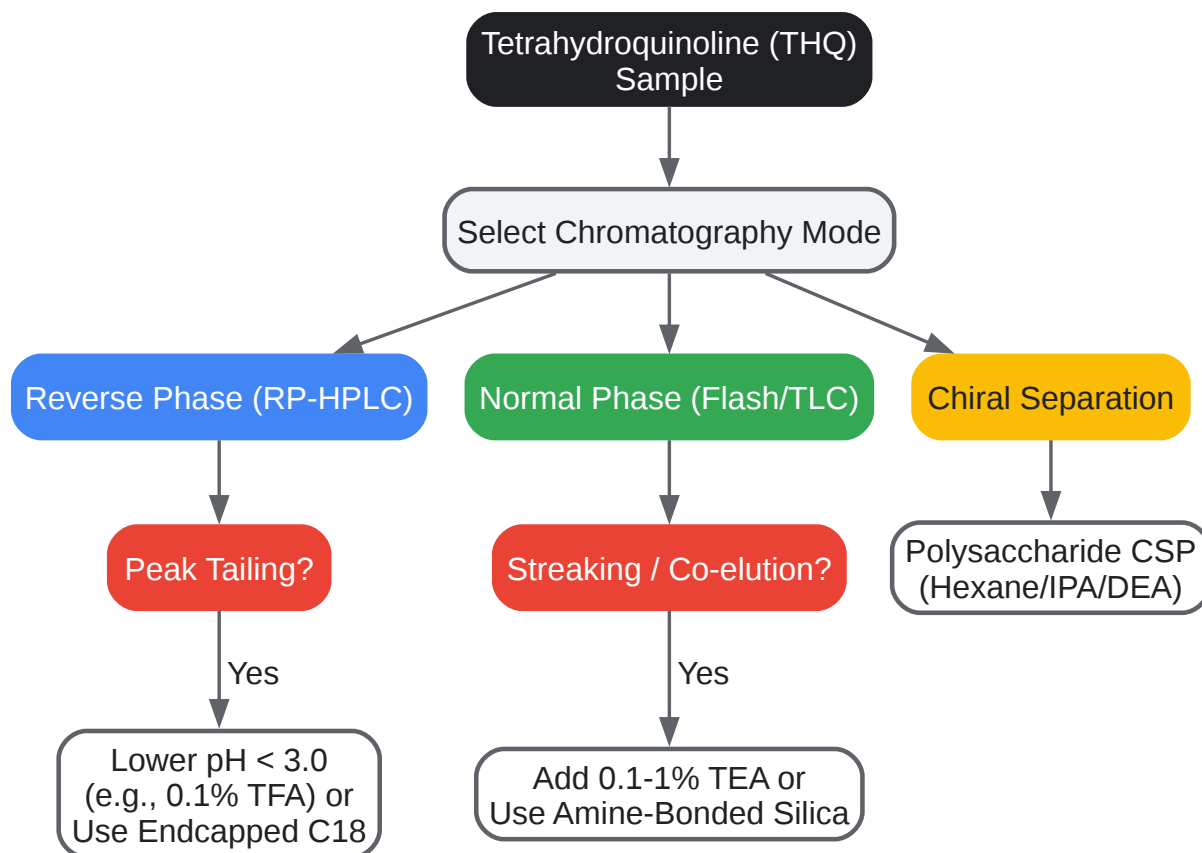 Tetrahydroquinoline (THQ)
Sample
Select Chromatography Mode
Reverse Phase (RP-HPLC)
Normal Phase (Flash/TLC)
Chiral Separation
Peak Tailing?
Streaking / Co-elution?
Polysaccharide CSP
(Hexane/IPA/DEA)
Yes
Yes
Lower pH < 3.0
(e.g., 0.1% TFA) or
Use Endcapped C18
Add 0.1-1% TEA or
Use Amine-Bonded Silica